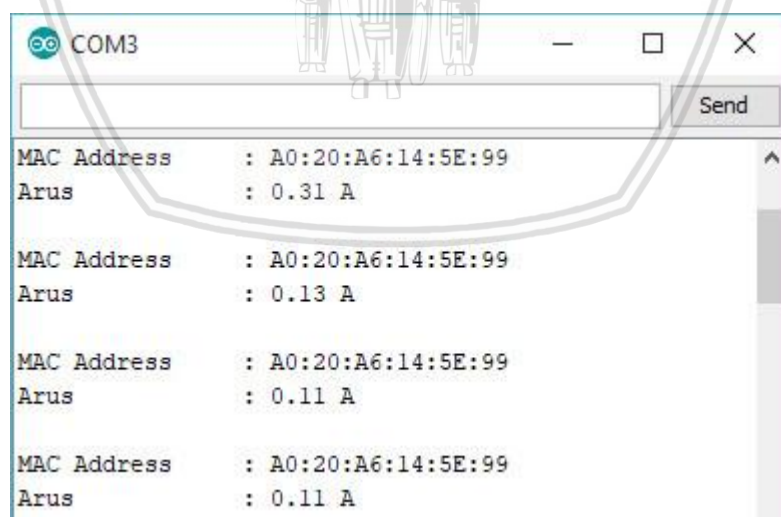 COM3
Send
MAC Address : A0:20:A6:14:5E:99
Arus : 0.31 A
MAC Address : A0:20:A6:14:5E:99
Arus : 0.13 A
MAC Address : A0:20:A6:14:5E:99
Arus : 0.11 A
MAC Address : A0:20:A6:14:5E:99
Arus : 0.11 A